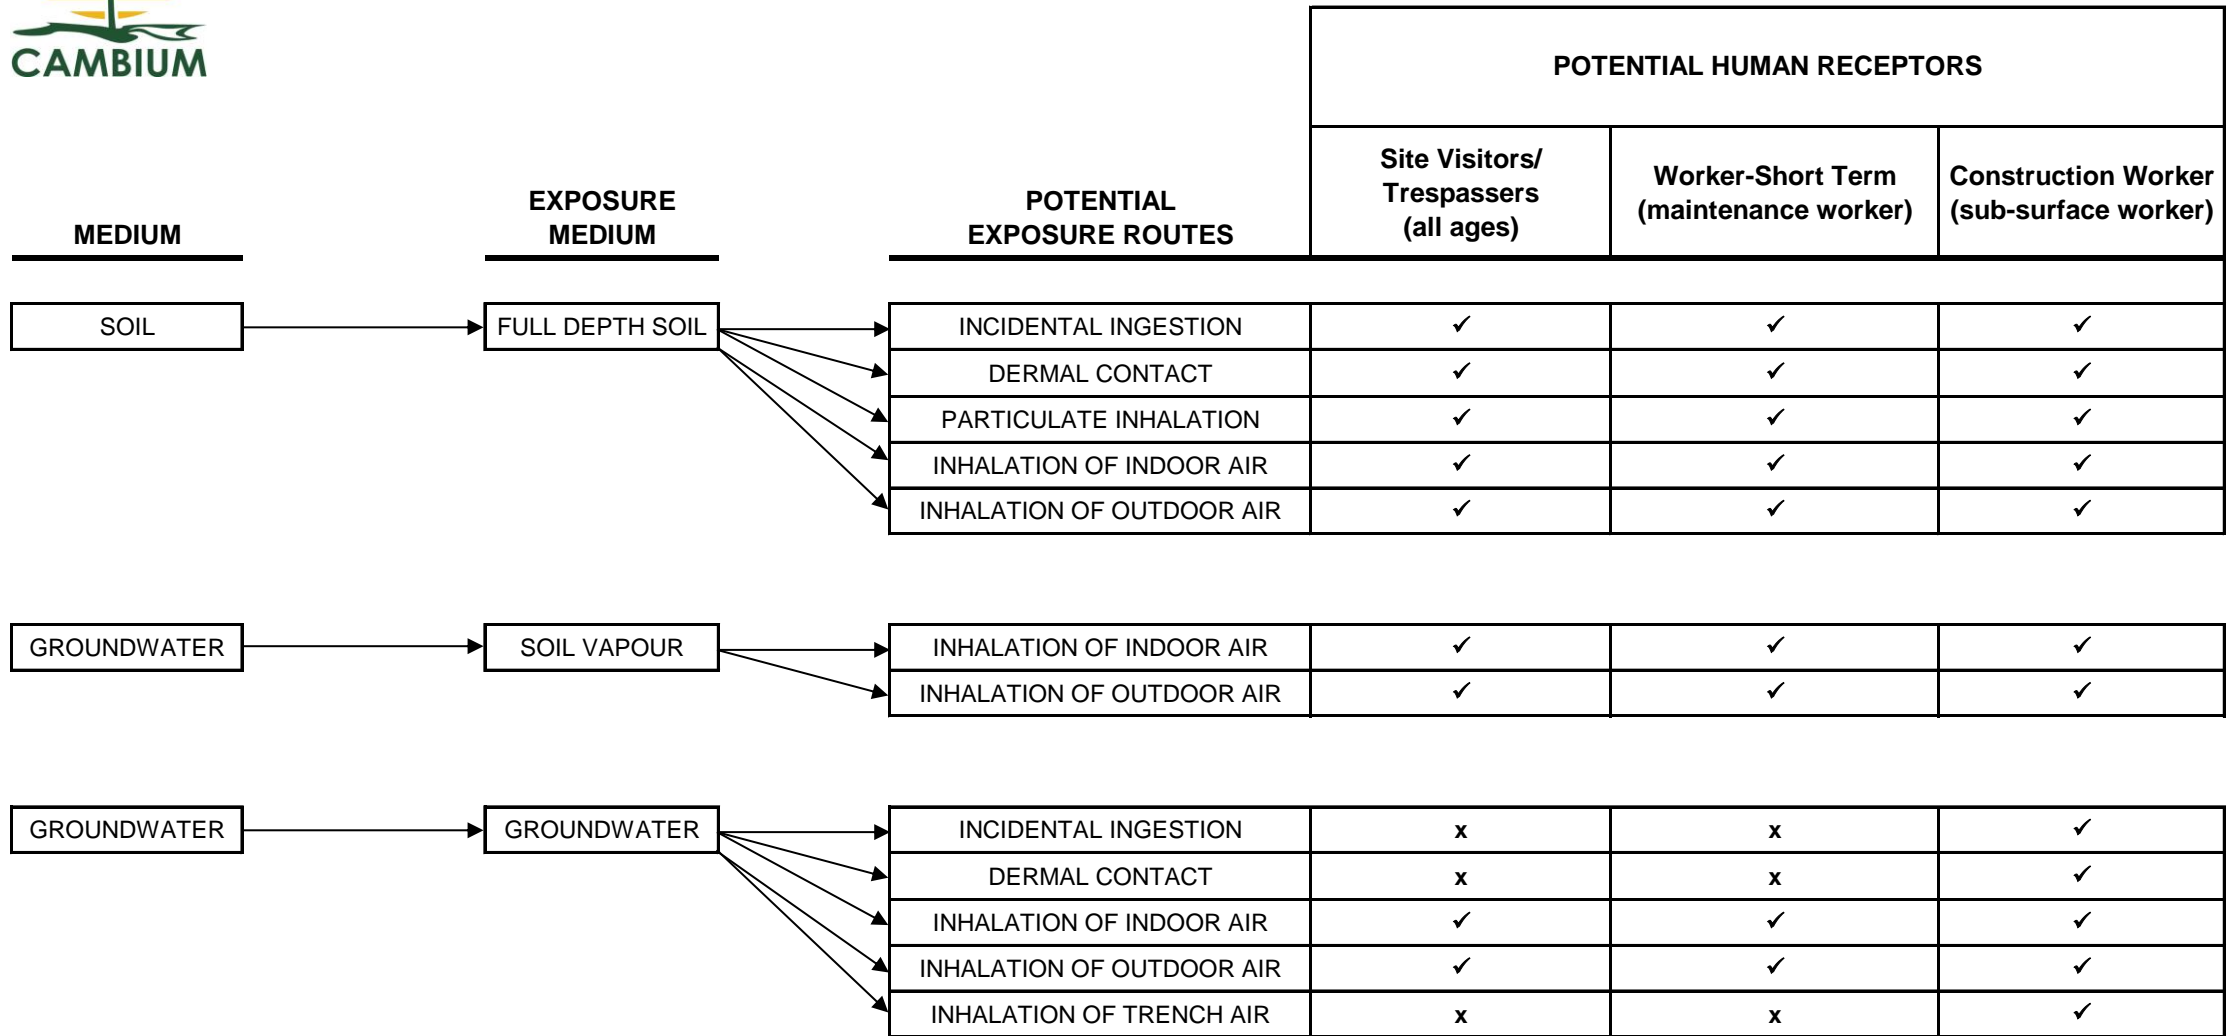 CAMBIUM
POTENTIAL HUMAN RECEPTORS
MEDIUM
EXPOSURE
MEDIUM
POTENTIAL
EXPOSURE ROUTES
Site Visitors/
Trespassers
(all ages)
Worker-Short Term
(maintenance worker)
Construction Worker
(sub-surface worker)
SOIL
FULL DEPTH SOIL
INCIDENTAL INGESTION ✓ ✓ ✓
DERMAL CONTACT ✓ ✓ ✓
PARTICULATE INHALATION ✓ ✓ ✓
INHALATION OF INDOOR AIR ✓ ✓ ✓
INHALATION OF OUTDOOR AIR ✓ ✓ ✓
GROUNDWATER
SOIL VAPOUR
INHALATION OF INDOOR AIR ✓ ✓ ✓
INHALATION OF OUTDOOR AIR ✓ ✓ ✓
GROUNDWATER
GROUNDWATER
INCIDENTAL INGESTION x x ✓
DERMAL CONTACT x x ✓
INHALATION OF INDOOR AIR ✓ ✓ ✓
INHALATION OF OUTDOOR AIR ✓ ✓ ✓
INHALATION OF TRENCH AIR x x ✓